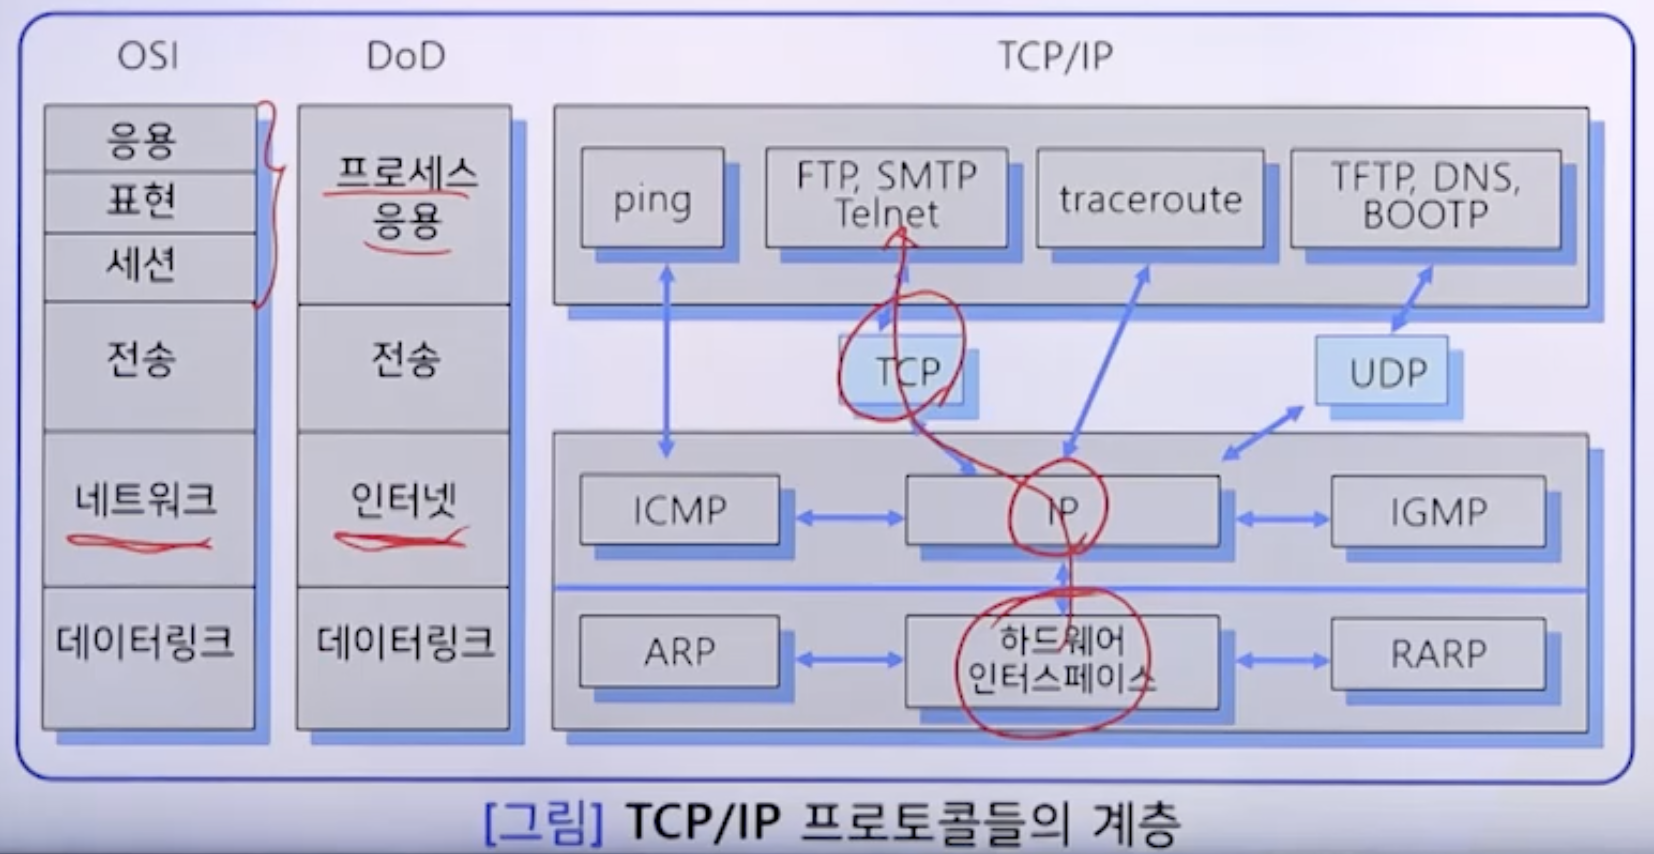 OSI
DoD
TCP/IP
응용
표현
세션
전송
네트워크
데이터링크
프로세스
응용
전송
인터넷
데이터링크
ping
FTP, SMTP
Telnet
traceroute
TFTP, DNS,
BOOTP
TCP
UDP
ICMP
IP
IGMP
ARP
하드웨어
인터스페이스
RARP
[그림] TCP/IP 프로토콜들의 계층